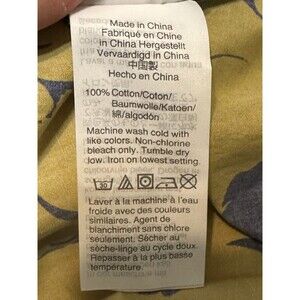 Made in China
Fabriqué en Chine
in China Hergestellt
Vervaardigd in China
中国製
Hecho en China
100% Cotton/Coton/
Baumwolle/Katoen/
綿/algodón
Machine wash cold with
like colors. Non-chlorine
bleach only. Tumble dry
low. Iron on lowest setting.
30
Laver à la machine à l'eau
froide avec des couleurs
similaires. Agent de
blanchiment sans chlore
seulement. Sécher au
sèche-linge au cycle doux.
Repasser à la plus basse
température.